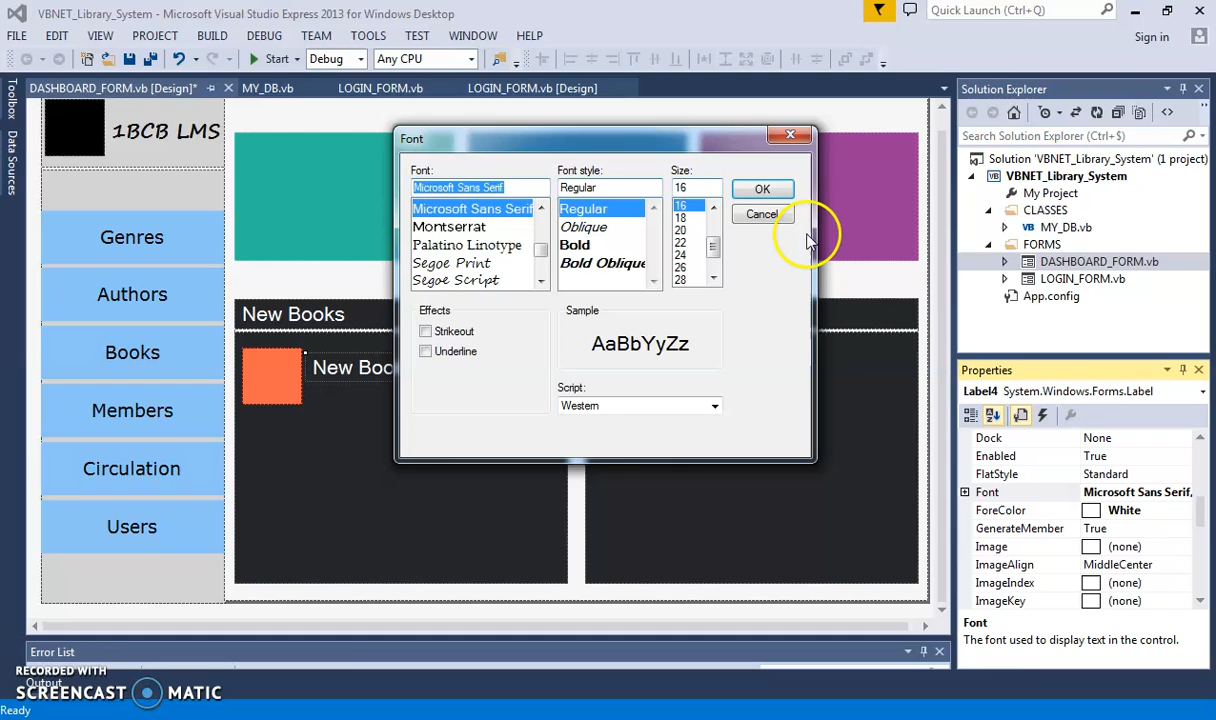 VBNET_Library_System - Microsoft Visual Studio Express 2013 for Windows Desktop
Quick Launch (Ctrl+Q)
FILE EDIT VIEW PROJECT BUILD DEBUG TEAM TOOLS TEST WINDOW HELP
Sign in
Start Debug Any CPU
DASHBOARD_FORM.vb [Design]* MY_DB.vb LOGIN_FORM.vb LOGIN_FORM.vb [Design]
Toolbox
Data Sources
1BCB LMS
Genres
Authors
Books
Members
Circulation
Users
New Books
New Boo
Font
Font:
Font style:
Size:
Microsoft Sans Serif
Regular
16
OK
Cancel
Microsoft Sans Serif
Montserrat
Palatino Linotype
Segoe Print
Segoe Script
Regular
Oblique
Bold
Bold Oblique
16
18
20
22
24
26
28
Effects
Strikeout
Underline
Sample
AaBbYyZz
Script:
Western
Solution Explorer
Search Solution Explorer (Ctrl+$)
Solution 'VBNET_Library_System' (1 project)
VBNET_Library_System
My Project
CLASSES
MY_DB.vb
FORMS
DASHBOARD_FORM.vb
LOGIN_FORM.vb
App.config
Properties
Label4 System.Windows.Forms.Label
Dock None
Enabled True
FlatStyle Standard
Font Microsoft Sans Serif,
ForeColor White
GenerateMember True
Image (none)
ImageAlign MiddleCenter
ImageIndex (none)
ImageKey (none)
Font
The font used to display text in the control.
Error List
Output
RECORDED WITH
SCREENCAST MATIC
Ready